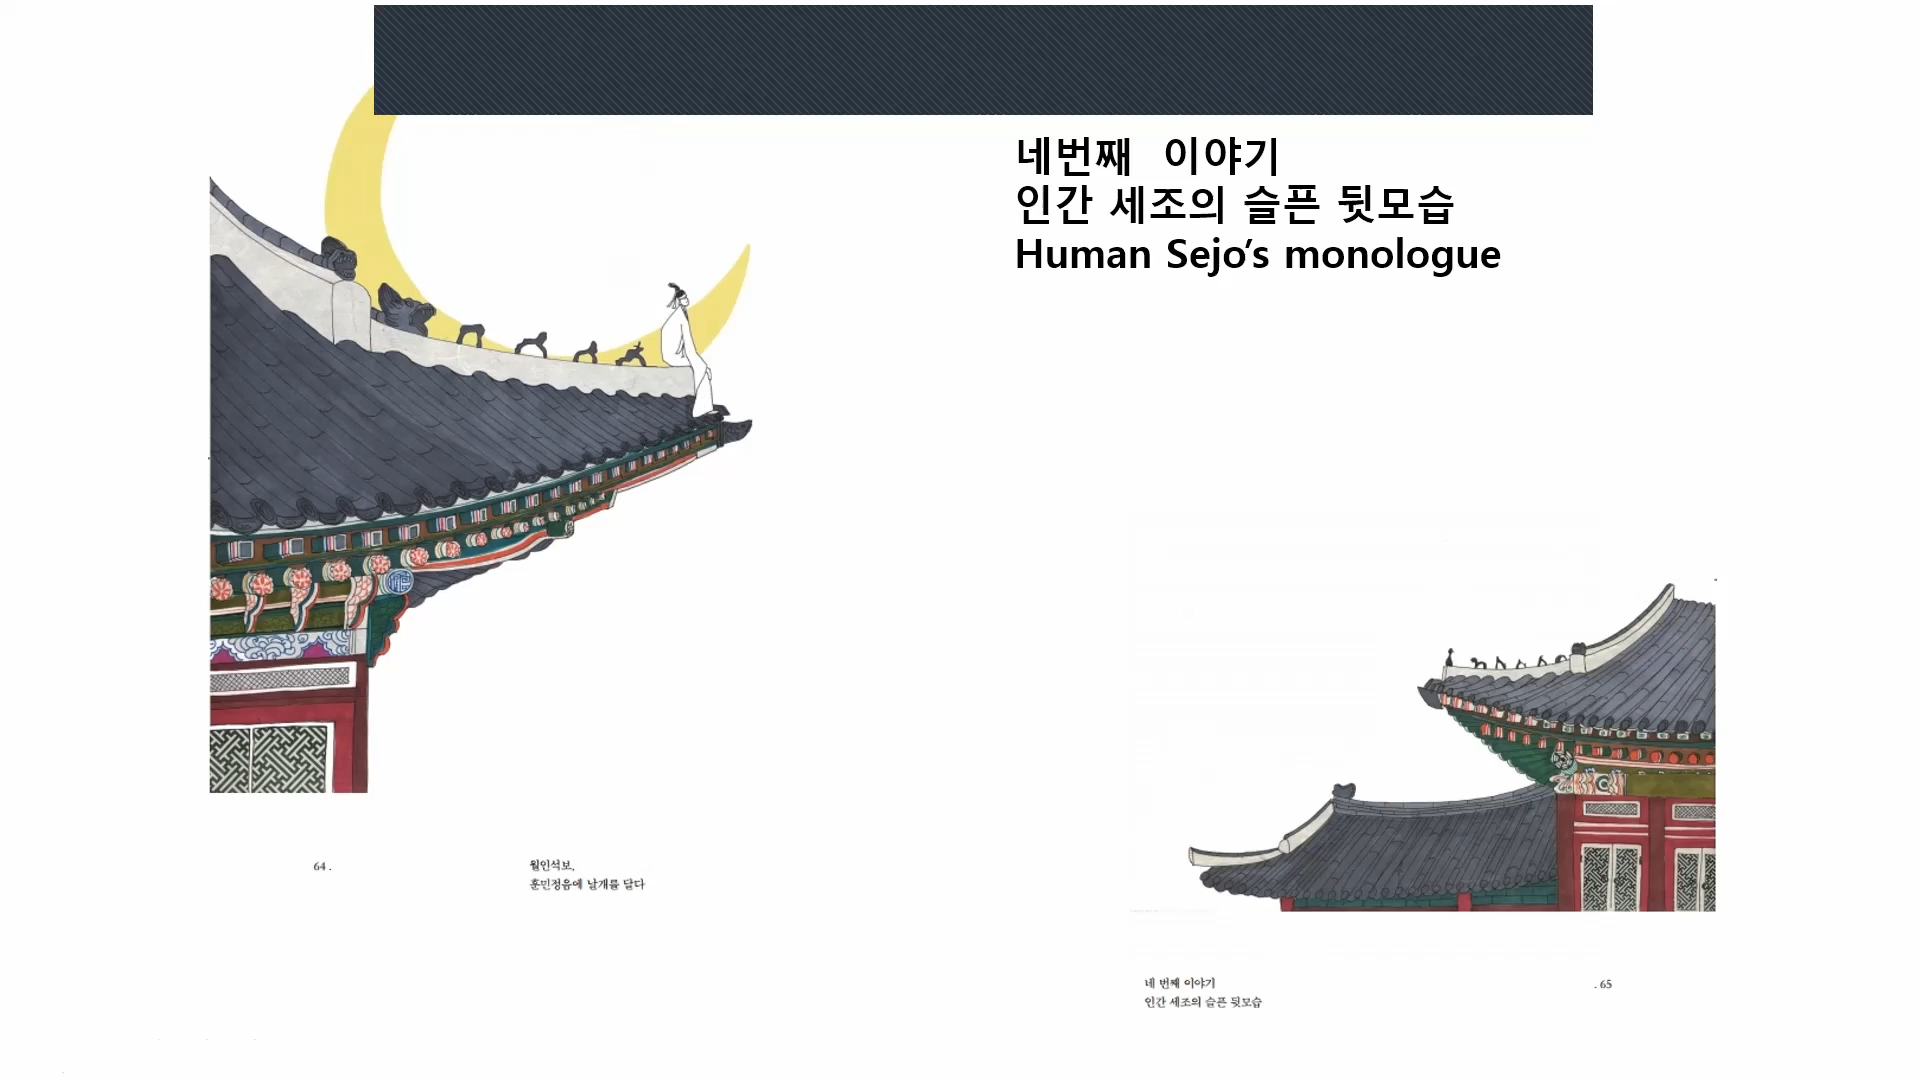 네번째 이야기
인간 세조의 슬픈 뒷모습
Human Sejo’s monologue
64 .
월인석보,
훈민정음에 날개를 달다
네 번째 이야기
인간 세조의 슬픈 뒷모습
. 65